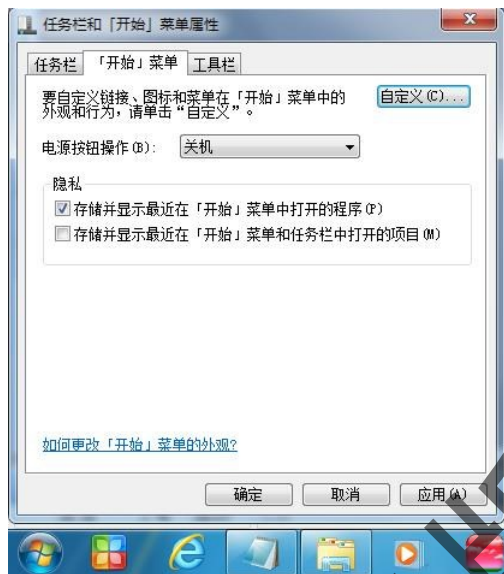 任务栏和「开始」菜单属性
任务栏
「开始」菜单
工具栏
要自定义链接、图标和菜单在「开始」菜单中的
外观和行为，请单击“自定义”。
自定义(C)...
电源按钮操作(B)：
关机
隐私
存储并显示最近在「开始」菜单中打开的程序(P)
存储并显示最近在「开始」菜单和任务栏中打开的项目(M)
如何更改「开始」菜单的外观?
确定
取消
应用(A)